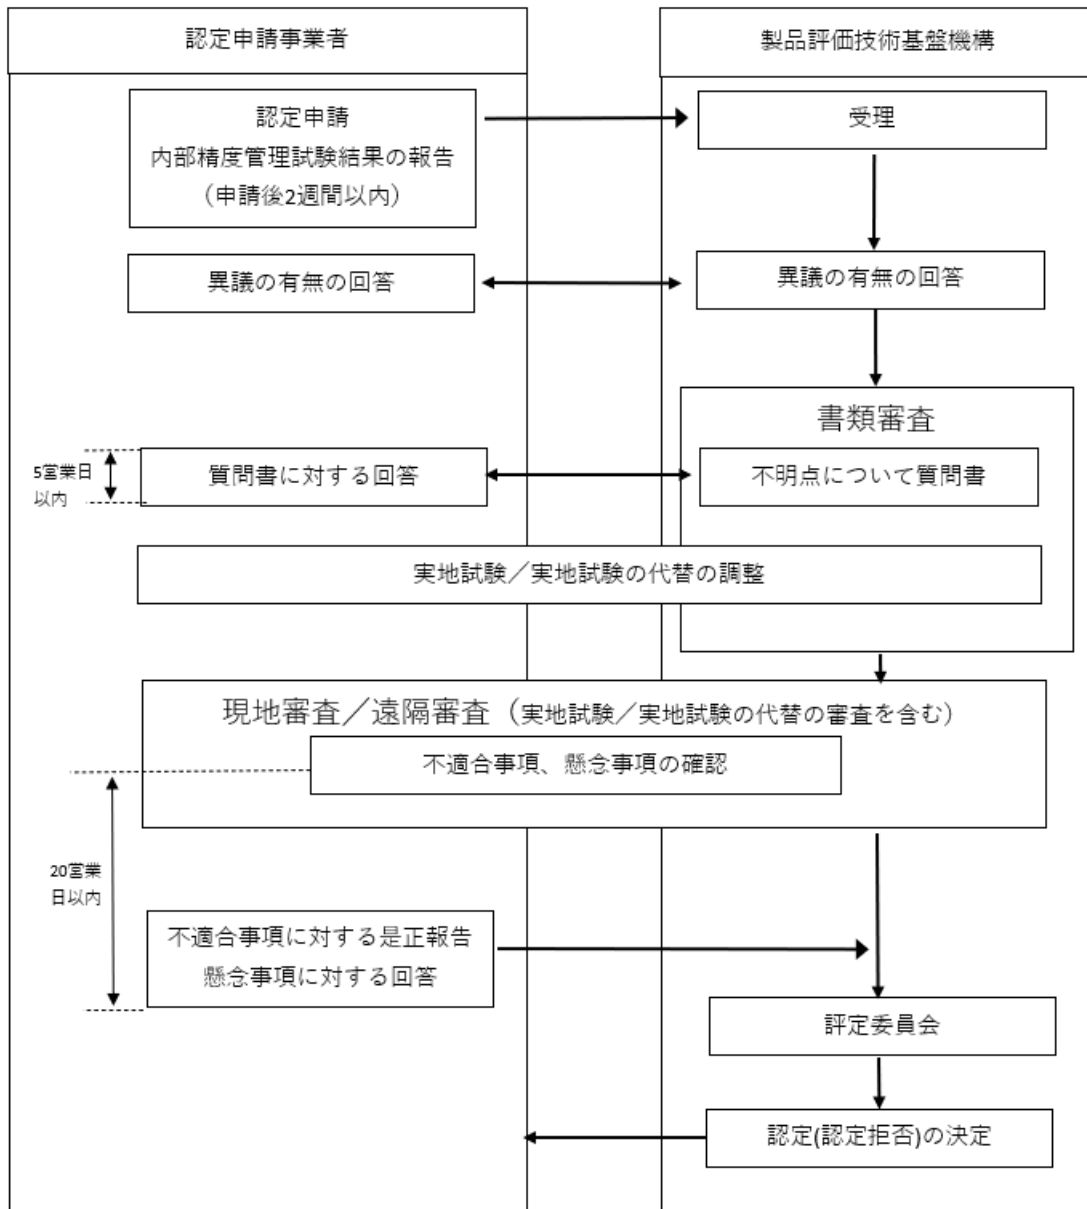 認定申請事業者
製品評価技術基盤機構
認定申請
内部精度管理試験結果の報告
（申請後2週間以内）
受理
異議の有無の回答
異議の有無の回答
書類審査
5営業日
以内
質問書に対する回答
不明点について質問書
実地試験／実地試験の代替の調整
現地審査／遠隔審査（実地試験／実地試験の代替の審査を含む）
不適合事項、懸念事項の確認
20営業
日以内
不適合事項に対する是正報告
懸念事項に対する回答
評定委員会
認定(認定拒否)の決定